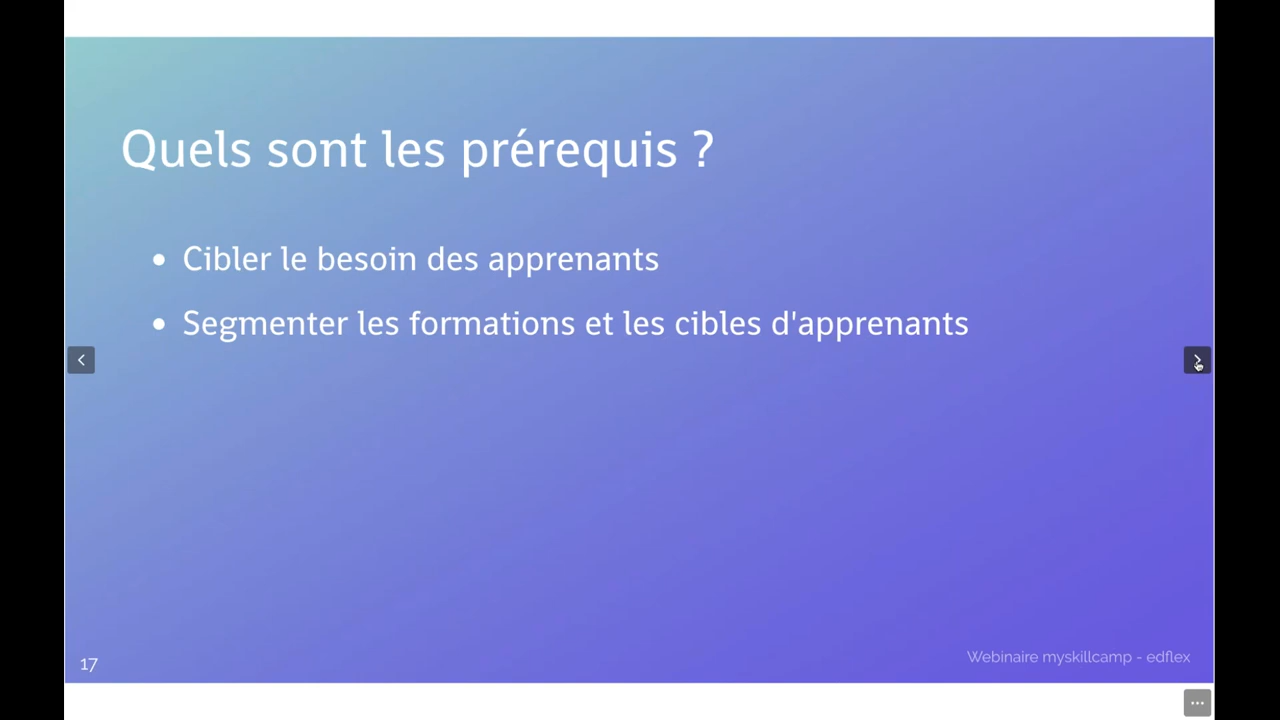 Quels sont les prérequis ?
• Cibler le besoin des apprenants
• Segmenter les formations et les cibles d'apprenants
17
Webinaire myskillcamp - edflex